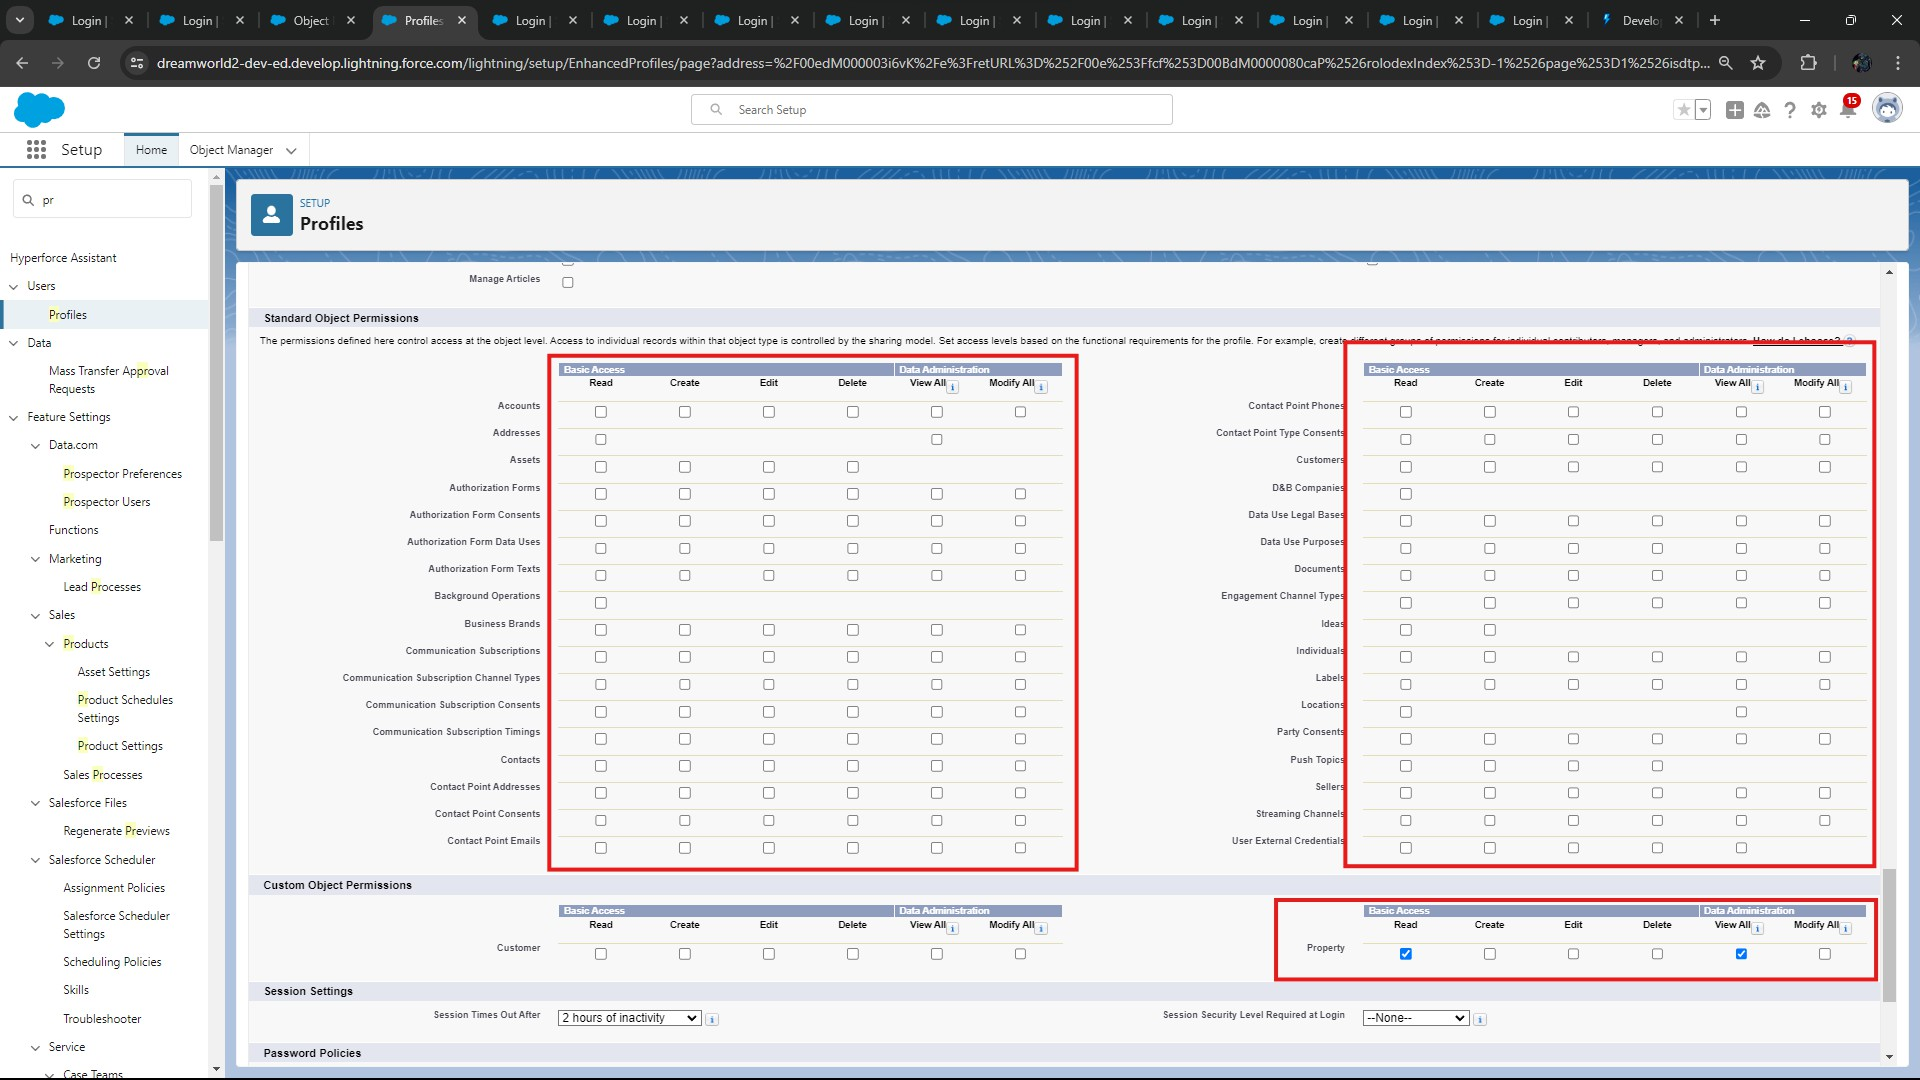 Login | Login | Object Profiles Login | Login | Login | Login | Login | Login | Login | Login | Login | Login | Develo
dreamworld2-dev-ed.develop.lightning.force.com/lightning/setup/EnhancedProfiles/page?address=%2F00edM000003i6vK%2Fe%3FretURL%3D%252F00e%253Ffcf%253D00BdM0000080caP%2526rolodexIndex%253D-1%2526page%253D1%2526isdtp...
Search Setup
15
Setup Home Object Manager
pr
SETUP
Profiles
Hyperforce Assistant
Users
Profiles
Data
Mass Transfer Approval
Requests
Feature Settings
Data.com
Prospector Preferences
Prospector Users
Functions
Marketing
Lead Processes
Sales
Products
Asset Settings
Product Schedules
Settings
Product Settings
Sales Processes
Salesforce Files
Regenerate Previews
Salesforce Scheduler
Assignment Policies
Salesforce Scheduler
Settings
Scheduling Policies
Skills
Troubleshooter
Service
Case Teams
Manage Articles
Standard Object Permissions
The permissions defined here control access at the object level. Access to individual records within that object type is controlled by the sharing model. Set access levels based on the functional requirements for the profile. For example, create different groups of permissions for individual contributors, managers, and administrators. How do I choose?
Basic Access Data Administration
Read Create Edit Delete View All Modify All
Accounts
Addresses
Assets
Authorization Forms
Authorization Form Consents
Authorization Form Data Uses
Authorization Form Texts
Background Operations
Business Brands
Communication Subscriptions
Communication Subscription Channel Types
Communication Subscription Consents
Communication Subscription Timings
Contacts
Contact Point Addresses
Contact Point Consents
Contact Point Emails
Basic Access Data Administration
Read Create Edit Delete View All Modify All
Contact Point Phones
Contact Point Type Consents
Customers
D&B Companies
Data Use Legal Bases
Data Use Purposes
Documents
Engagement Channel Types
Ideas
Individuals
Labels
Locations
Party Consents
Push Topics
Sellers
Streaming Channels
User External Credentials
Custom Object Permissions
Basic Access Data Administration
Read Create Edit Delete View All Modify All
Customer
Basic Access Data Administration
Read Create Edit Delete View All Modify All
Property
Session Settings
Session Times Out After 2 hours of inactivity
Session Security Level Required at Login --None--
Password Policies